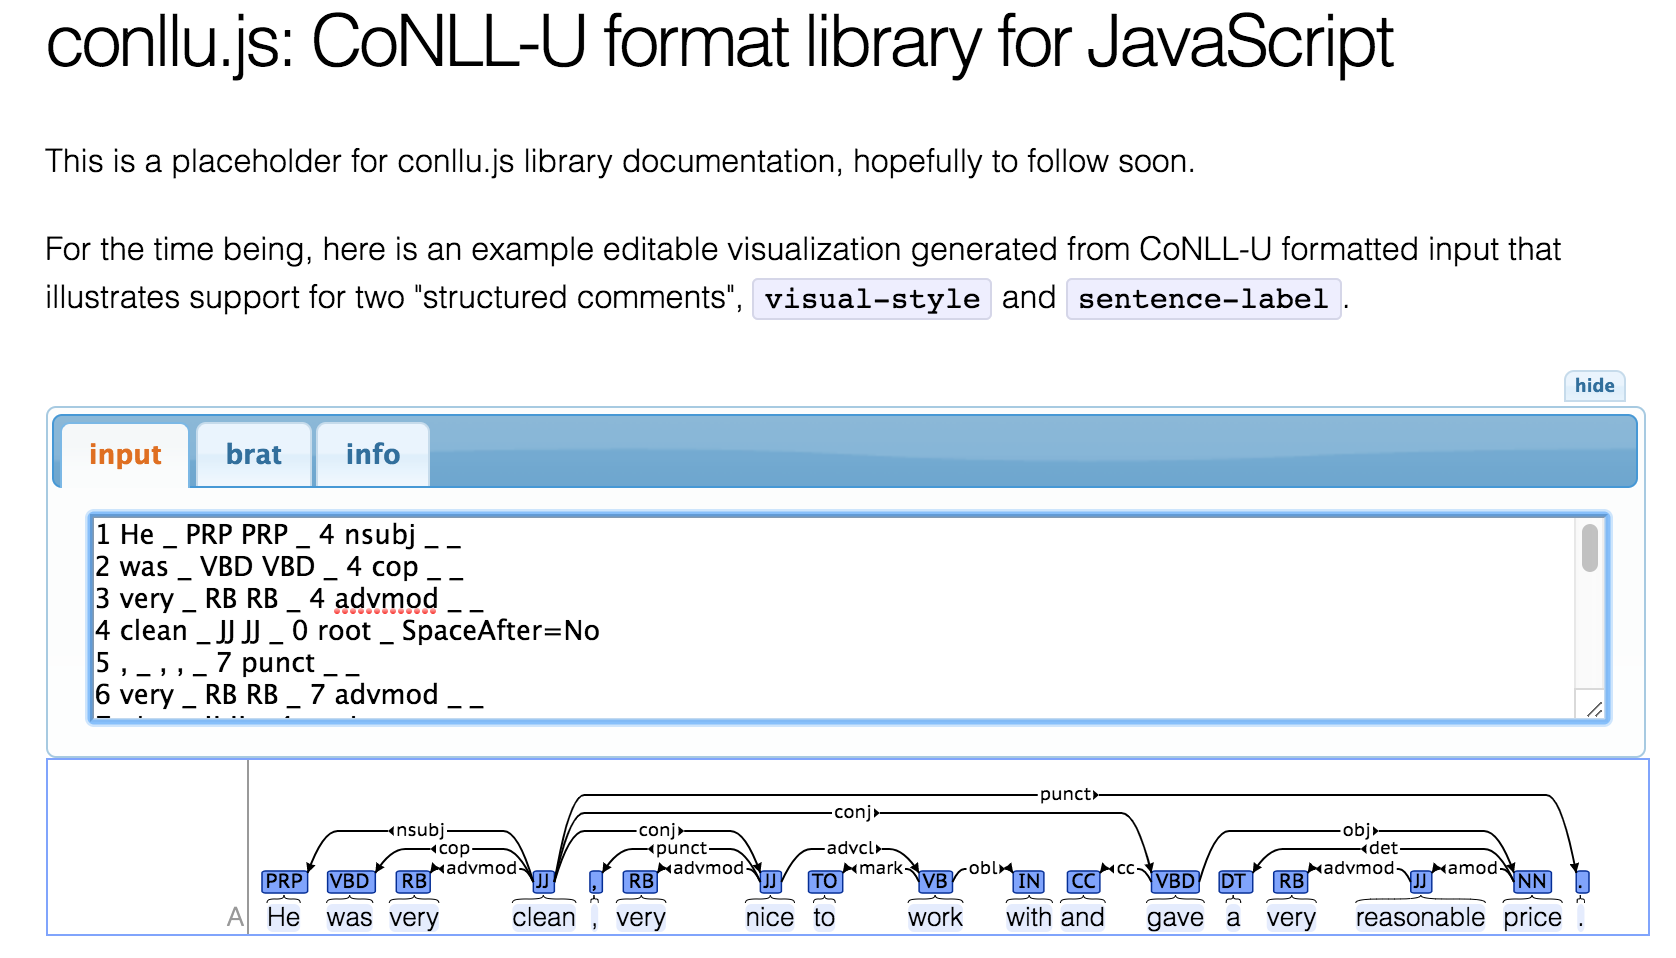 conllu.js: CoNLL-U format library for JavaScript
This is a placeholder for conllu.js library documentation, hopefully to follow soon.
For the time being, here is an example editable visualization generated from CoNLL-U formatted input that
illustrates support for two "structured comments", visual-style and sentence-label.
hide
input brat info
1 He _ PRP PRP _ 4 nsubj _ _
2 was _ VBD VBD _ 4 cop _ _
3 very _ RB RB _ 4 advmod _ _
4 clean _ JJ JJ _ 0 root _ SpaceAfter=No
5 , _ , , _ 7 punct _ _
6 very _ RB RB _ 7 advmod _ _
punct
conj
nsubj conj obj
cop punct advcl det
advmod advmod mark obl cc advmod amod
PRP VBD RB JJ , RB JJ TO VB IN CC VBD DT RB JJ NN .
A He was very clean , very nice to work with and gave a very reasonable price .